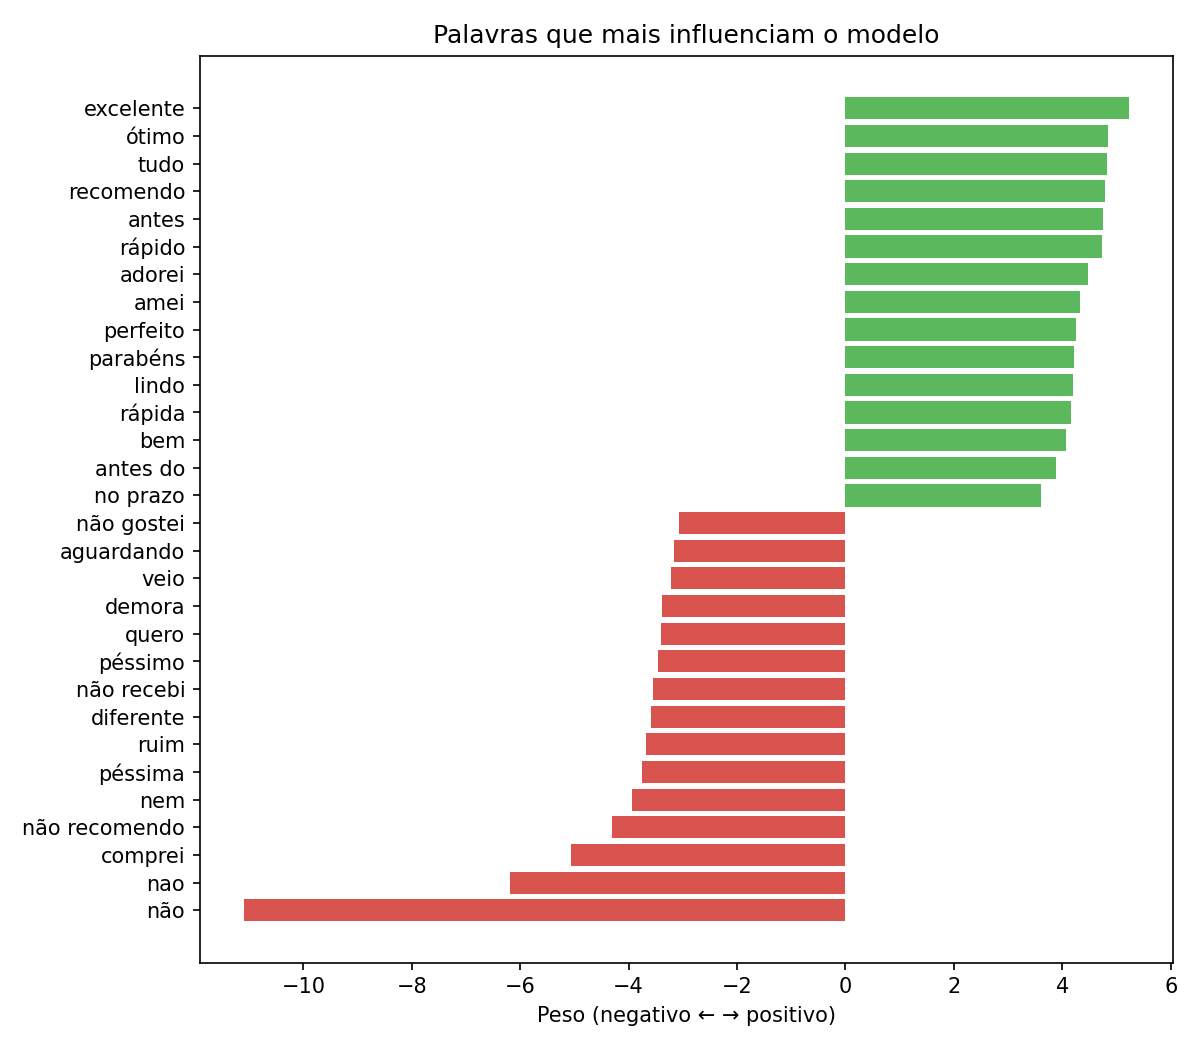 Palavras que mais influenciam o modelo
excelente
ótimo
tudo
recomendo
antes
rápido
adorei
amei
perfeito
parabéns
lindo
rápida
bem
antes do
no prazo
não gostei
aguardando
veio
demora
quero
péssimo
não recebi
diferente
ruim
péssima
nem
não recomendo
comprei
nao
não
−10 −8 −6 −4 −2 0 2 4 6
Peso (negativo ← → positivo)